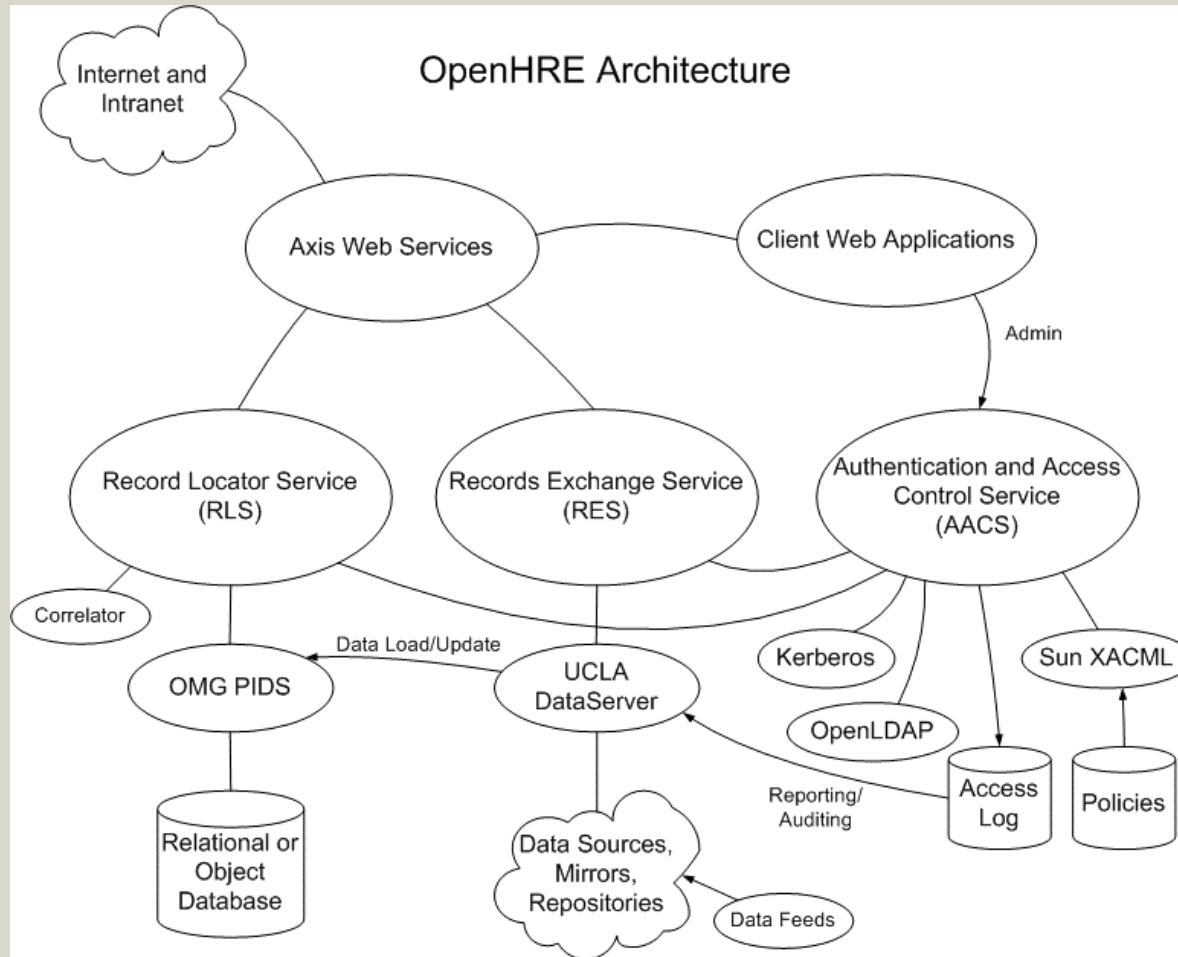 Internet and
Intranet
OpenHRE Architecture
Axis Web Services
Client Web Applications
Admin
Record Locator Service
(RLS)
Records Exchange Service
(RES)
Authentication and Access
Control Service
(AACS)
Correlator
Data Load/Update
OMG PIDS
UCLA
DataServer
Kerberos
Sun XACML
OpenLDAP
Reporting/
Auditing
Access
Log
Policies
Relational or
Object
Database
Data Sources,
Mirrors,
Repositories
Data Feeds